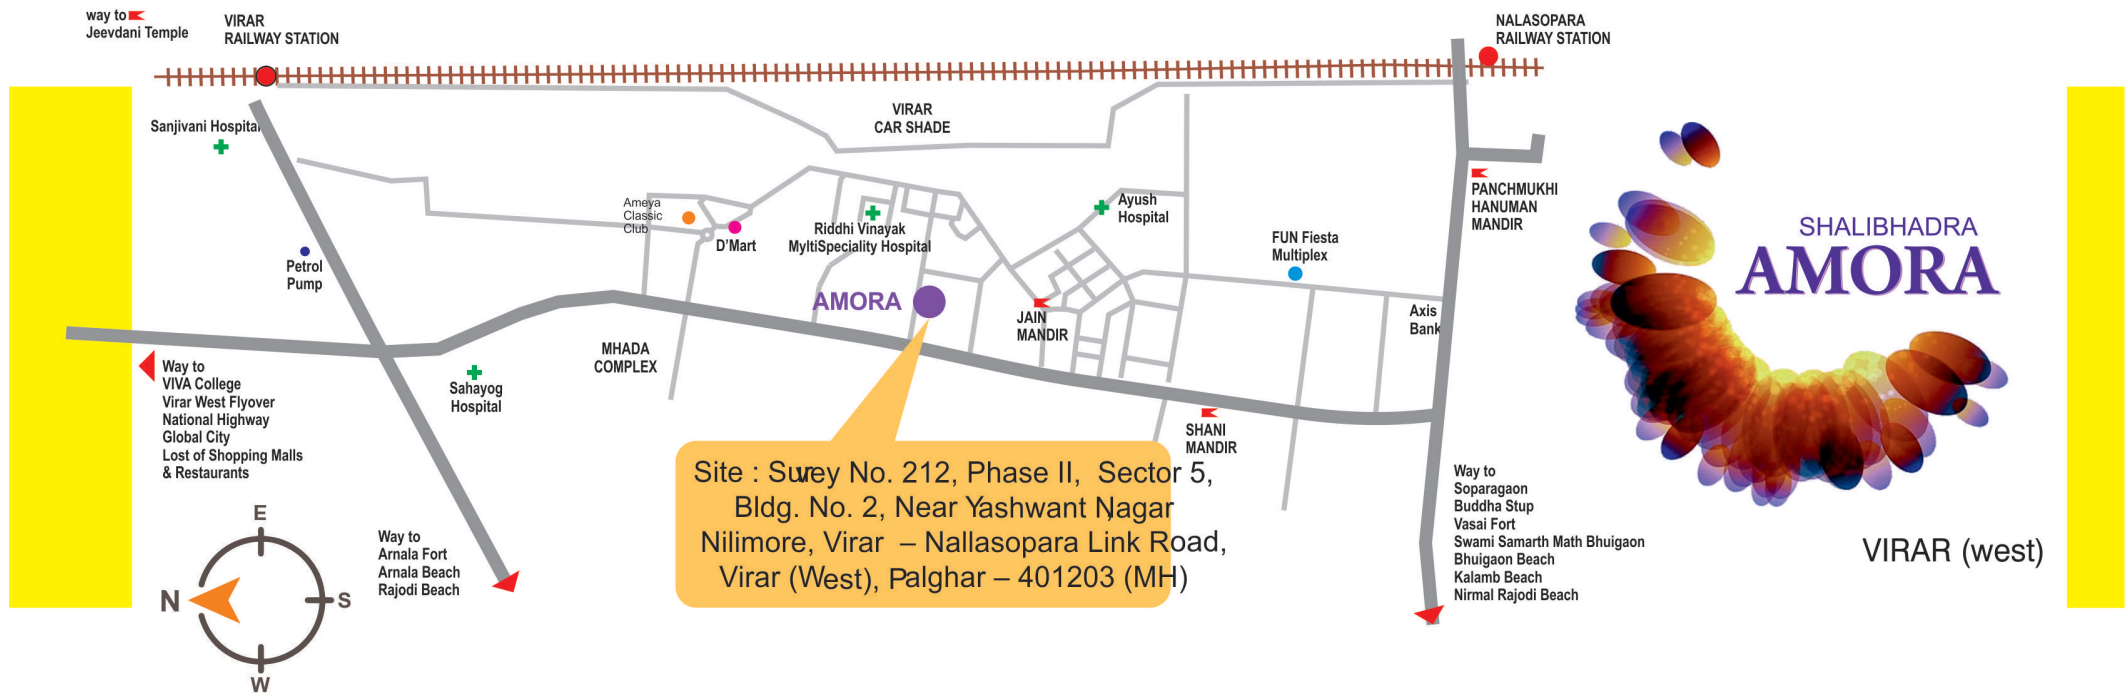 way to
Jeevdani Temple
VIRAR
RAILWAY STATION
NALASOPARA
RAILWAY STATION
VIRAR
CAR SHADE
Sanjivani Hospital
Petrol
Pump
Ameya
Classic
Club
D'Mart
Riddhi Vinayak
MyltiSpeciality Hospital
Ayush
Hospital
FUN Fiesta
Multiplex
PANCHMUKHI
HANUMAN
MANDIR
SHALIBHADRA
AMORA
AMORA
JAIN
MANDIR
Axis
Bank
MHADA
COMPLEX
Way to
VIVA College
Virar West Flyover
National Highway
Global City
Lost of Shopping Malls
& Restaurants
Sahayog
Hospital
SHANI
MANDIR
Site : Survey No. 212, Phase II, Sector 5,
Bldg. No. 2, Near Yashwant Nagar,
Nilimore, Virar – Nallasopara Link Road,
Virar (West), Palghar – 401203 (MH)
Way to
Soparagaon
Buddha Stup
Vasai Fort
Swami Samarth Math Bhuigaon
Bhuigaon Beach
Kalamb Beach
Nirmal Rajodi Beach
Way to
Arnala Fort
Arnala Beach
Rajodi Beach
E
N
S
W
VIRAR (west)